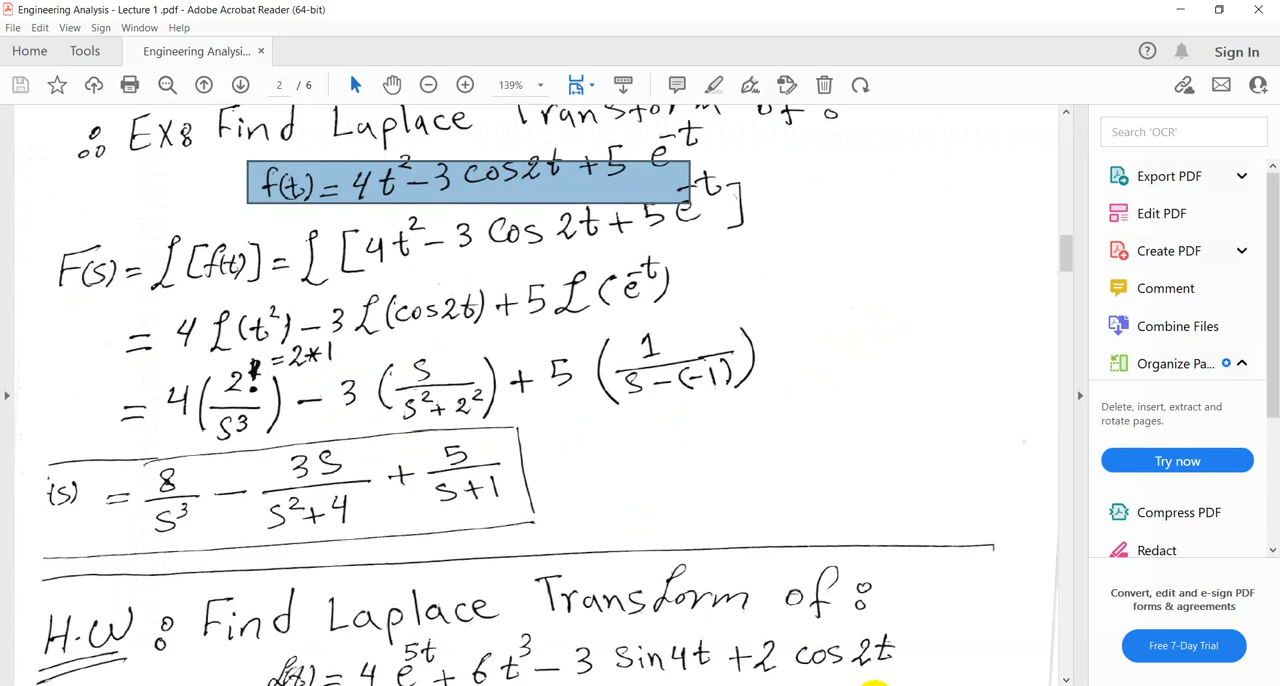 Engineering Analysis - Lecture 1 .pdf - Adobe Acrobat Reader (64-bit)
File Edit View Sign Window Help
Home Tools Engineering Analysi... × Sign In
2 / 6 139%
∴ Ex: Find Laplace Transform of :
f(t) = 4t² - 3 cos2t + 5 e^-t
F(s) = ℒ[f(t)] = ℒ [4t² - 3 Cos 2t + 5 e^-t]
= 4 ℒ(t²) - 3 ℒ(cos2t) + 5 ℒ(e^-t)
= 2*1
= 4(2!/s³) - 3 (s/(s² + 2²)) + 5 (1/(s-(-1)))
(s) = 8/s³ - 3s/(s²+4) + 5/(s+1)
H.W : Find Laplace Transform of :
f(t) = 4 e^5t + 6t³ - 3 sin4t + 2 cos2t
Search 'OCR'
Export PDF
Edit PDF
Create PDF
Comment
Combine Files
Organize Pa...
Delete, insert, extract and
rotate pages.
Try now
Compress PDF
Redact
Convert, edit and e-sign PDF
forms & agreements
Free 7-Day Trial